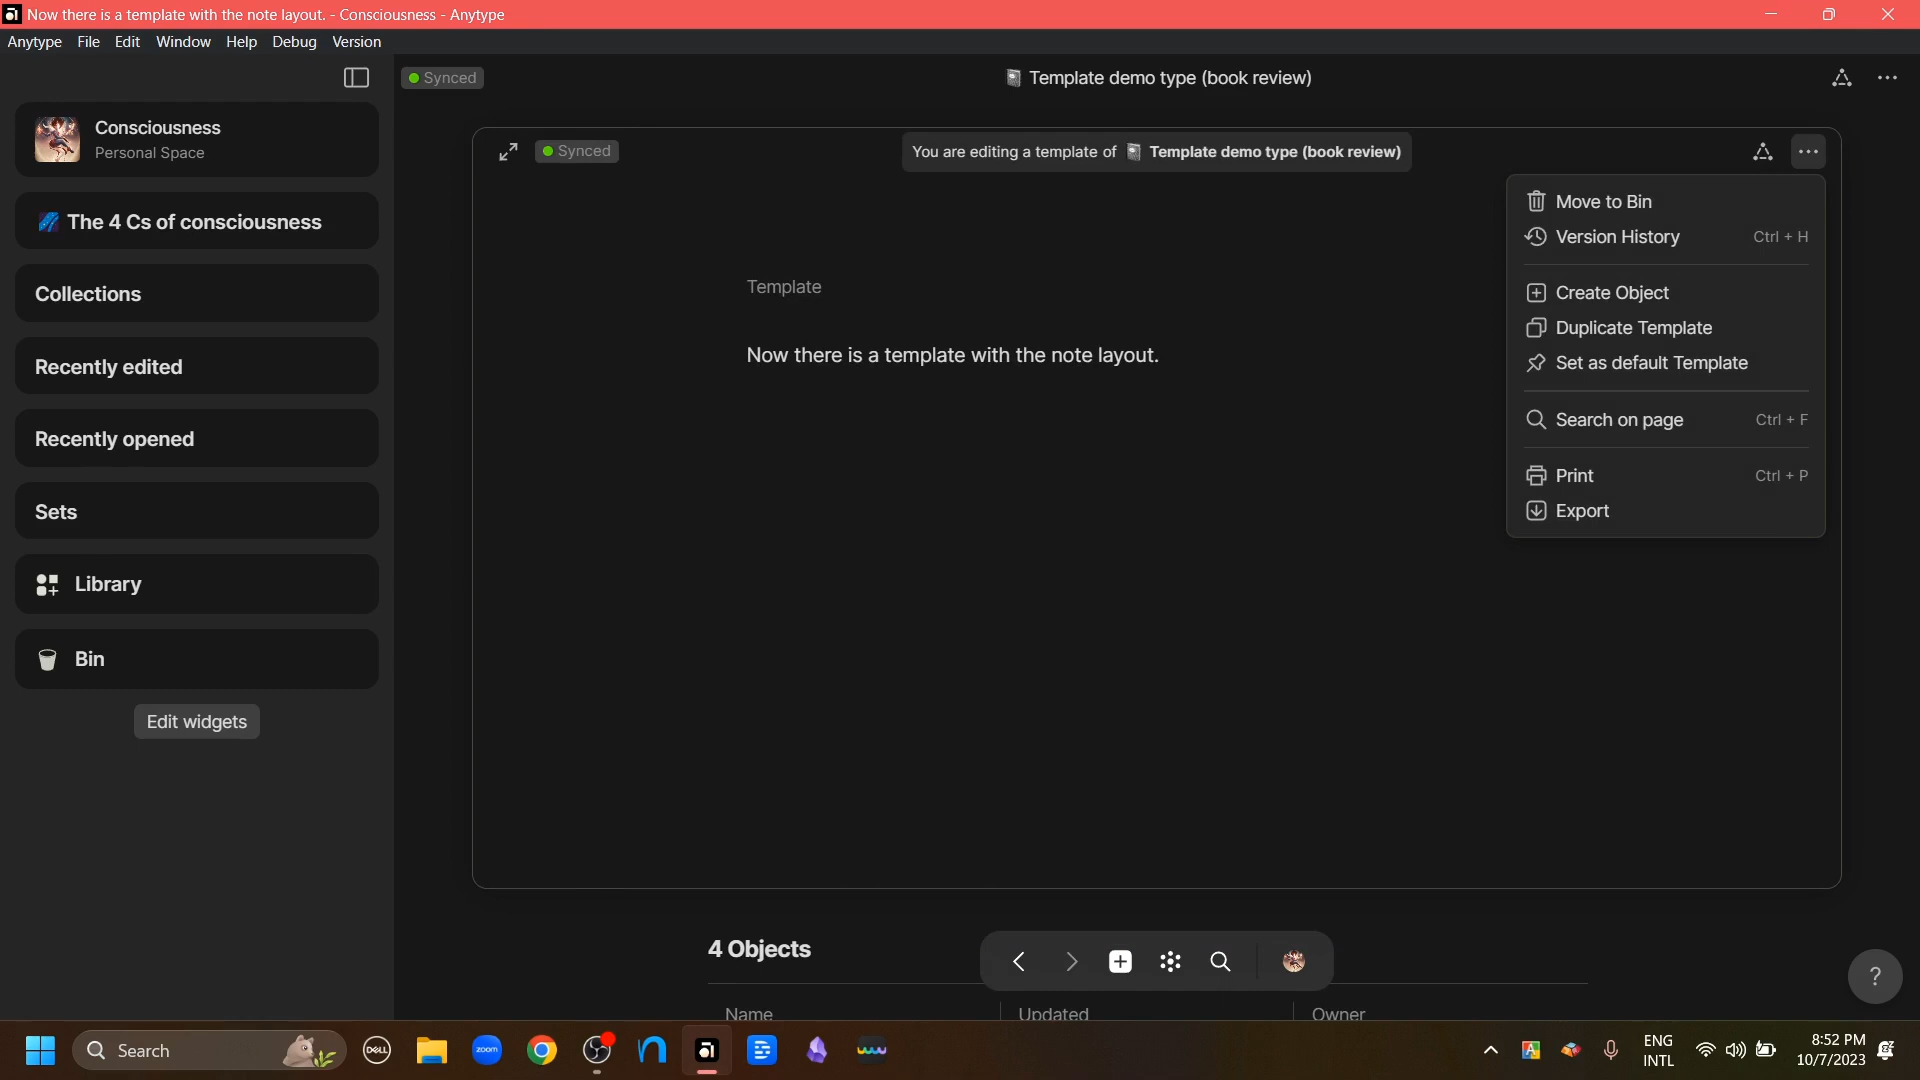 Now there is a template with the note layout. - Consciousness - Anytype
Anytype File Edit Window Help Debug Version
Synced
Template demo type (book review)
Consciousness
Personal Space
The 4 Cs of consciousness
Collections
Recently edited
Recently opened
Sets
Library
Bin
Edit widgets
Synced
You are editing a template of Template demo type (book review)
Template
Now there is a template with the note layout.
Move to Bin
Version History Ctrl + H
Create Object
Duplicate Template
Set as default Template
Search on page Ctrl + F
Print Ctrl + P
Export
4 Objects
Name Updated Owner
?
Search
DELL
zoom
ENG
INTL
8:52 PM
10/7/2023